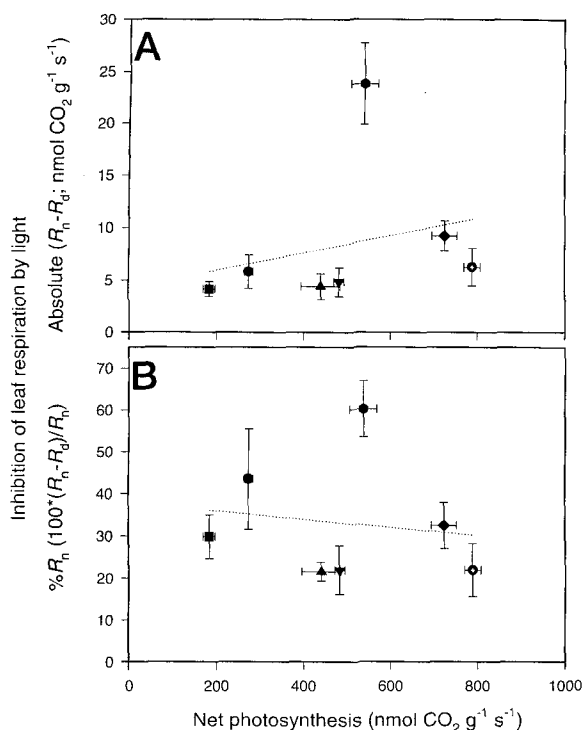 Inhibition of leaf respiration by light
Absolute (Rn-Rd; nmol CO2 g-1 s-1)
A
30
25
20
15
10
5
0
%Rn (100*(Rn-Rd)/Rn)
B
70
60
50
40
30
20
10
0
0 200 400 600 800 1000
Net photosynthesis (nmol CO2 g-1 s-1)